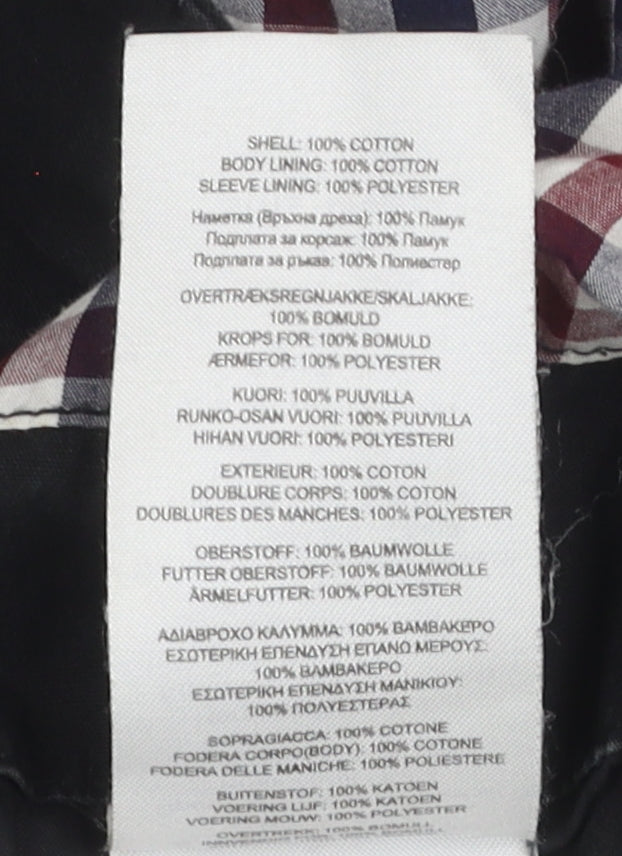 SHELL: 100% COTTON
BODY LINING: 100% COTTON
SLEEVE LINING: 100% POLYESTER
Наметка (Връхна дреха): 100% Памук
Подплата за корсаж: 100% Памук
Подплата за ръкав: 100% Полиестер
OVERTRÆKSREGNJAKKE/SKALJAKKE:
100% BOMULD
KROPS FOR: 100% BOMULD
ÆRMEFOR: 100% POLYESTER
KUORI: 100% PUUVILLA
RUNKO-OSAN VUORI: 100% PUUVILLA
HIHAN VUORI: 100% POLYESTERI
EXTERIEUR: 100% COTON
DOUBLURE CORPS: 100% COTON
DOUBLURES DES MANCHES: 100% POLYESTER
OBERSTOFF: 100% BAUMWOLLE
FUTTER OBERSTOFF: 100% BAUMWOLLE
ÄRMELFUTTER: 100% POLYESTER
ΑΔΙΑΒΡΟΧΟ ΚΑΛΥΜΜΑ: 100% ΒΑΜΒΑΚΕΡΟ
ΕΣΩΤΕΡΙΚΗ ΕΠΕΝΔΥΣΗ ΕΠΑΝΩ ΜΕΡΟΥΣ:
100% ΒΑΜΒΑΚΕΡΟ
ΕΣΩΤΕΡΙΚΗ ΕΠΕΝΔΥΣΗ ΜΑΝΙΚΙΟΥ:
100% ΠΟΛΥΕΣΤΕΡΑΣ
SOPRAGIACCA: 100% COTONE
FODERA CORPO(BODY): 100% COTONE
FODERA DELLE MANICHE: 100% POLIESTERE
BUITENSTOF: 100% KATOEN
VOERING LIJF: 100% KATOEN
VOERING MOUW: 100% POLYESTER
OVERTREKK: 100% BOMULL